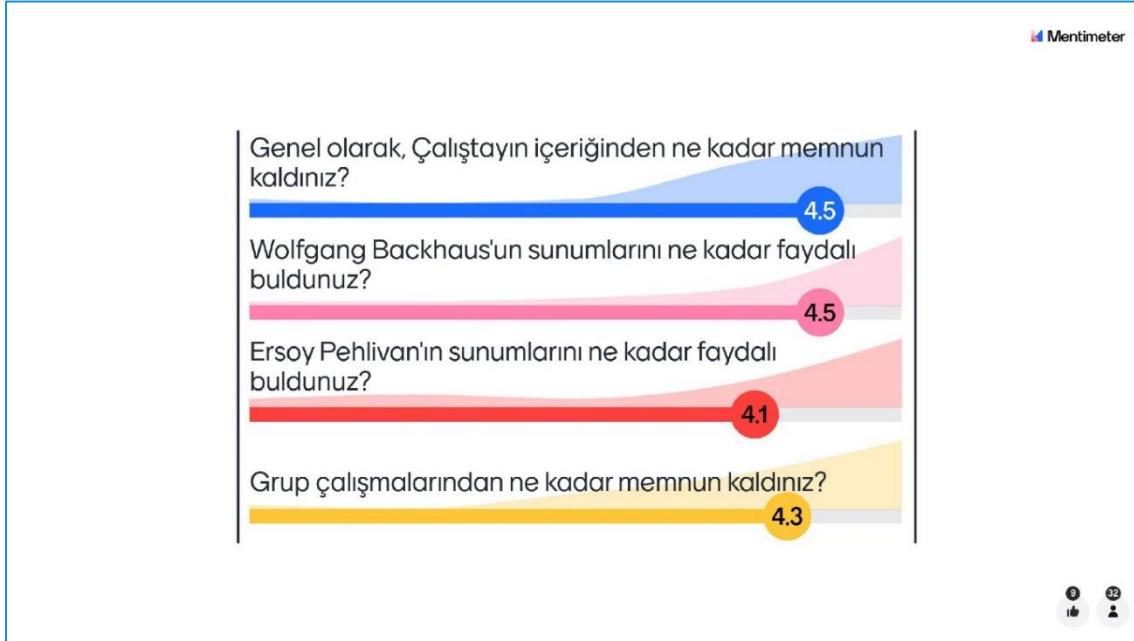 Mentimeter
Genel olarak, Çalıştayın içeriğinden ne kadar memnun
kaldınız?
4.5
Wolfgang Backhaus'un sunumlarını ne kadar faydalı
buldunuz?
4.5
Ersoy Pehlivan'ın sunumlarını ne kadar faydalı
buldunuz?
4.1
Grup çalışmalarından ne kadar memnun kaldınız?
4.3
9 32